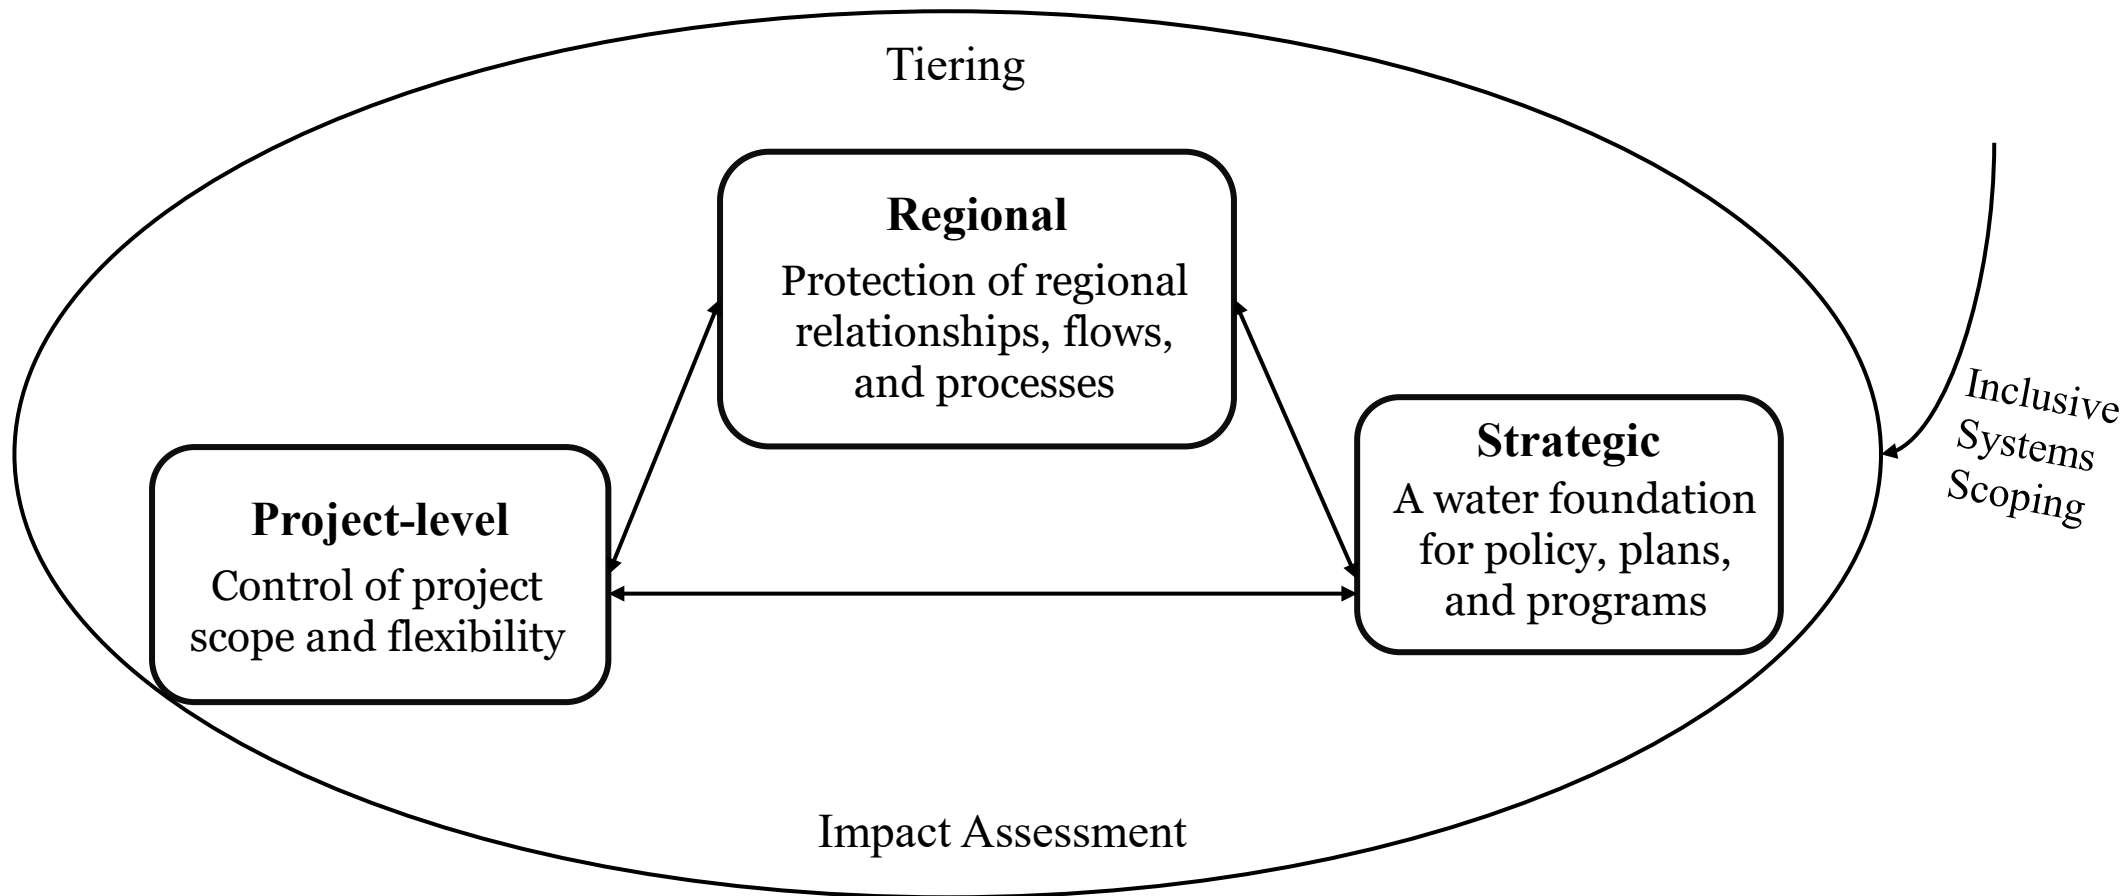 Tiering
Regional
Protection of regional
relationships, flows,
and processes
Project-level
Control of project
scope and flexibility
Strategic
A water foundation
for policy, plans,
and programs
Inclusive
Systems
Scoping
Impact Assessment